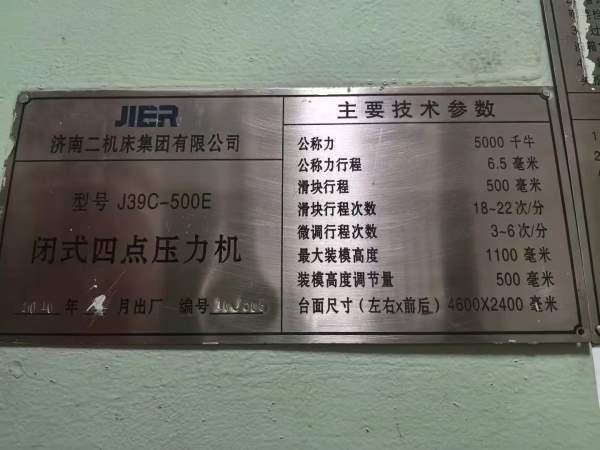 JIER
济南二机床集团有限公司
型号 J39C-500E
闭式四点压力机
年 月出厂 编号
主要技术参数
公称力 5000 千牛
公称力行程 6.5 毫米
滑块行程 500 毫米
滑块行程次数 18-22次/分
微调行程次数 3-6次/分
最大装模高度 1100 毫米
装模高度调节量 500 毫米
台面尺寸（左右x前后）4600X2400 毫米